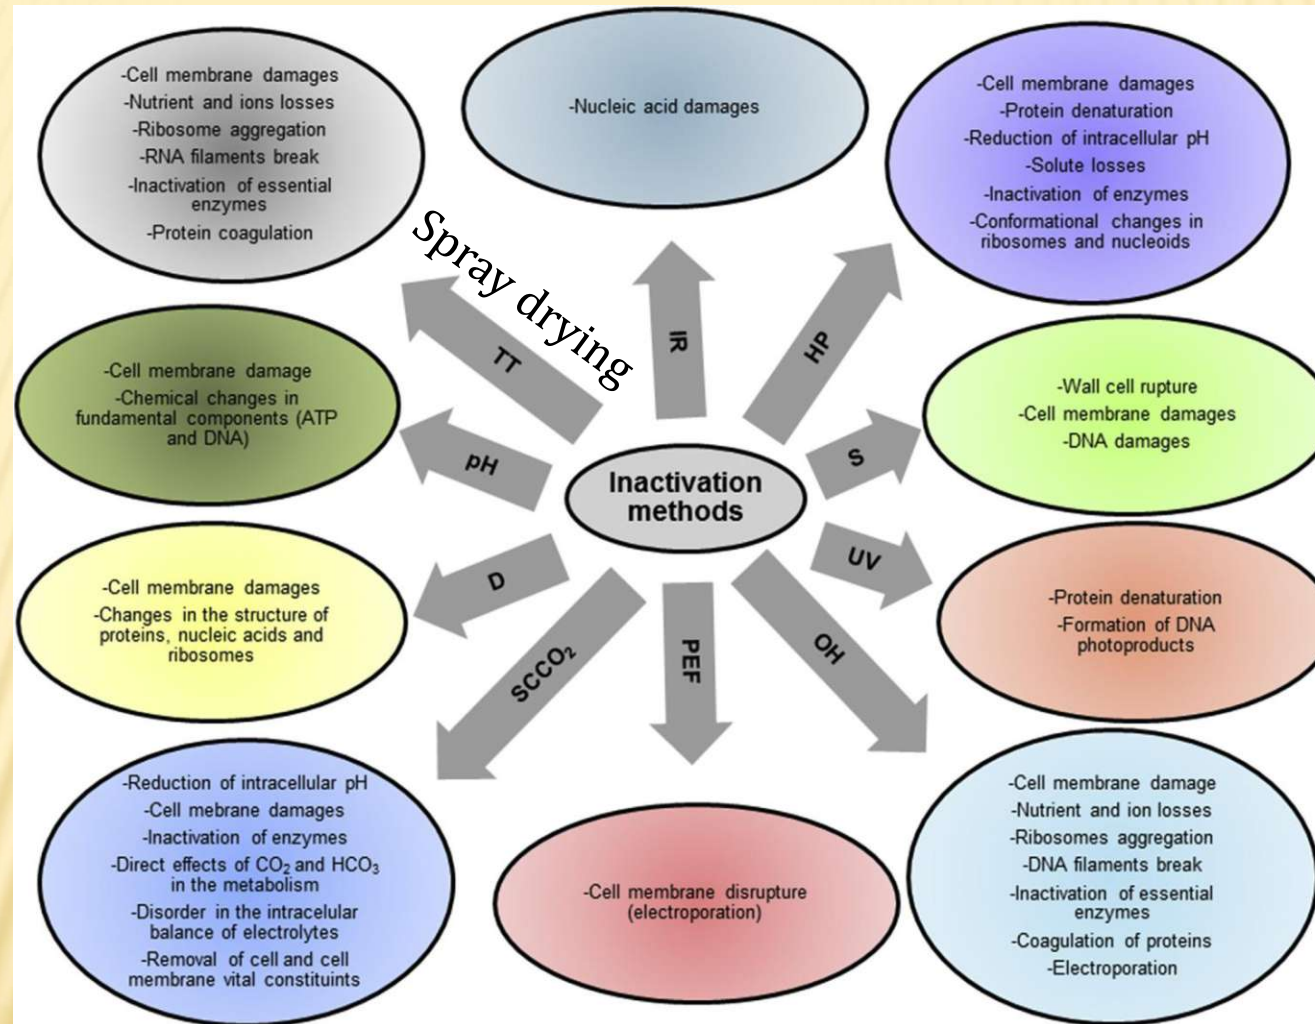 -Cell membrane damages
-Nutrient and ions losses
-Ribosome aggregation
-RNA filaments break
-Inactivation of essential
enzymes
-Protein coagulation
-Nucleic acid damages
-Cell membrane damages
-Protein denaturation
-Reduction of intracellular pH
-Solute losses
-Inactivation of enzymes
-Conformational changes in
ribosomes and nucleoids
Spray drying
TT
IR
HP
-Cell membrane damage
-Chemical changes in
fundamental components (ATP
and DNA)
pH
Inactivation
methods
S
-Wall cell rupture
-Cell membrane damages
-DNA damages
-Cell membrane damages
-Changes in the structure of
proteins, nucleic acids and
ribosomes
D
UV
-Protein denaturation
-Formation of DNA
photoproducts
SCCO₂
PEF
OH
-Reduction of intracellular pH
-Cell mebrane damages
-Inactivation of enzymes
-Direct effects of CO₂ and HCO₃
in the metabolism
-Disorder in the intracelular
balance of electrolytes
-Removal of cell and cell
membrane vital constituints
-Cell membrane disrupture
(electroporation)
-Cell membrane damage
-Nutrient and ion losses
-Ribosomes aggregation
-DNA filaments break
-Inactivation of essential
enzymes
-Coagulation of proteins
-Electroporation